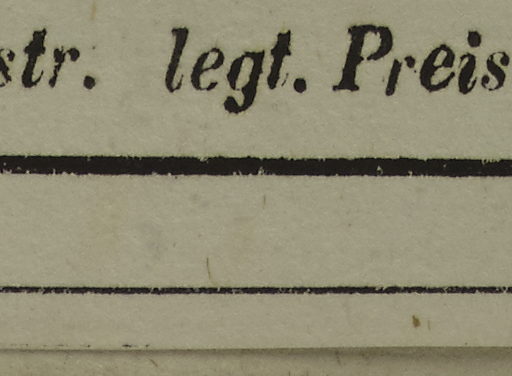 str. legt. Preis